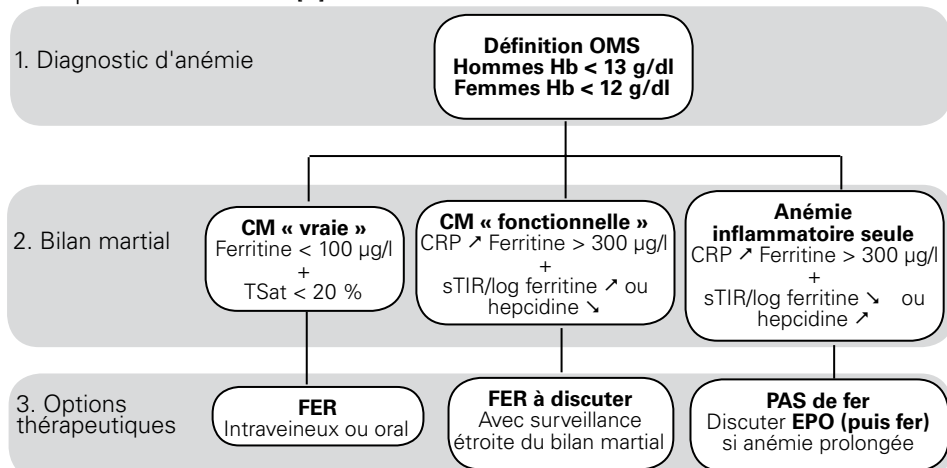 1. Diagnostic d'anémie
Définition OMS
Hommes Hb < 13 g/dl
Femmes Hb < 12 g/dl
2. Bilan martial
CM « vraie »
Ferritine < 100 µg/l
+
TSat < 20 %
CM « fonctionnelle »
CRP ↗ Ferritine > 300 µg/l
+
sTIR/log ferritine ↗ ou
hepcidine ↘
Anémie
inflammatoire seule
CRP ↗ Ferritine > 300 µg/l
+
sTIR/log ferritine ↘ ou
hepcidine ↗
3. Options
thérapeutiques
FER
Intraveineux ou oral
FER à discuter
Avec surveillance
étroite du bilan martial
PAS de fer
Discuter EPO (puis fer)
si anémie prolongée